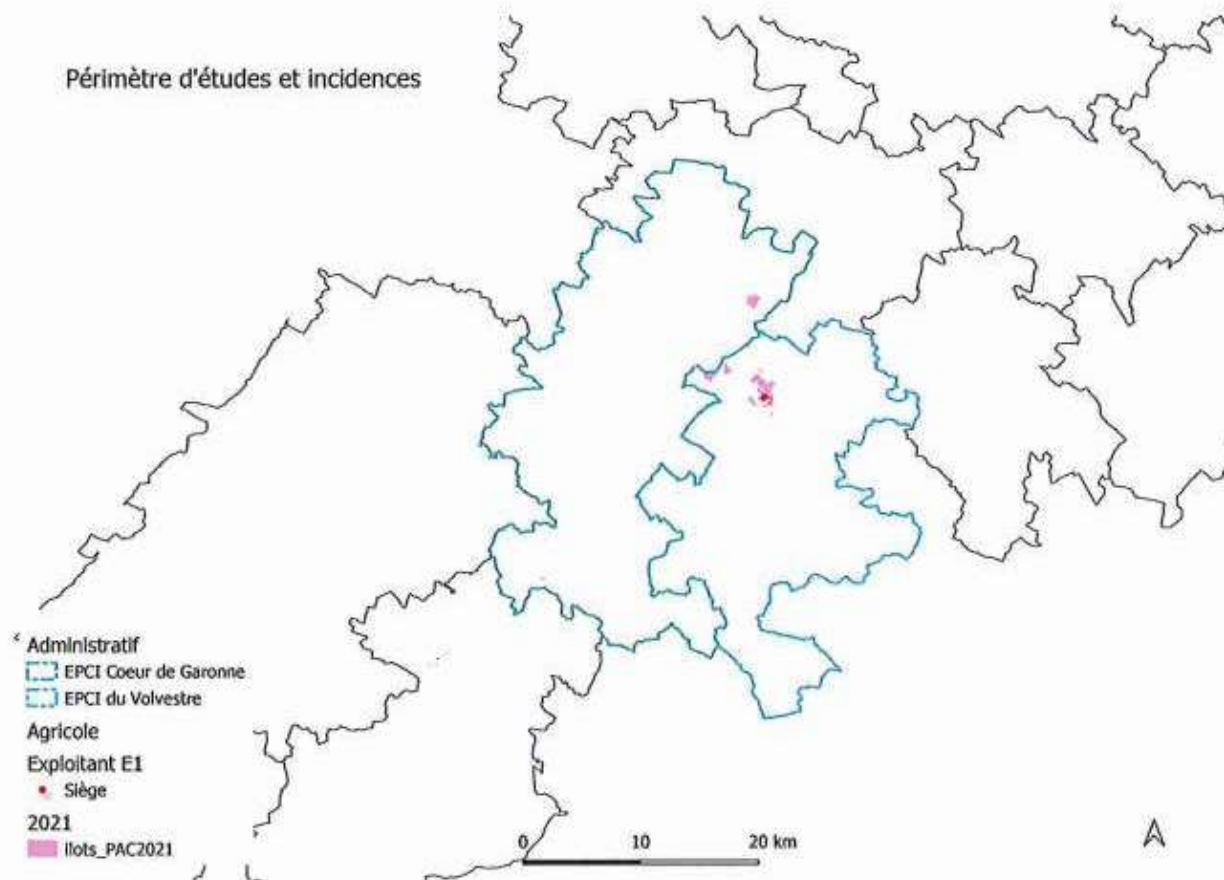 Périmètre d'études et incidences
Administratif
EPCI Coeur de Garonne
EPCI du Volvestre
Agricole
Exploitant E1
Siège
2021
Ilots_PAC2021
0 10 20 km